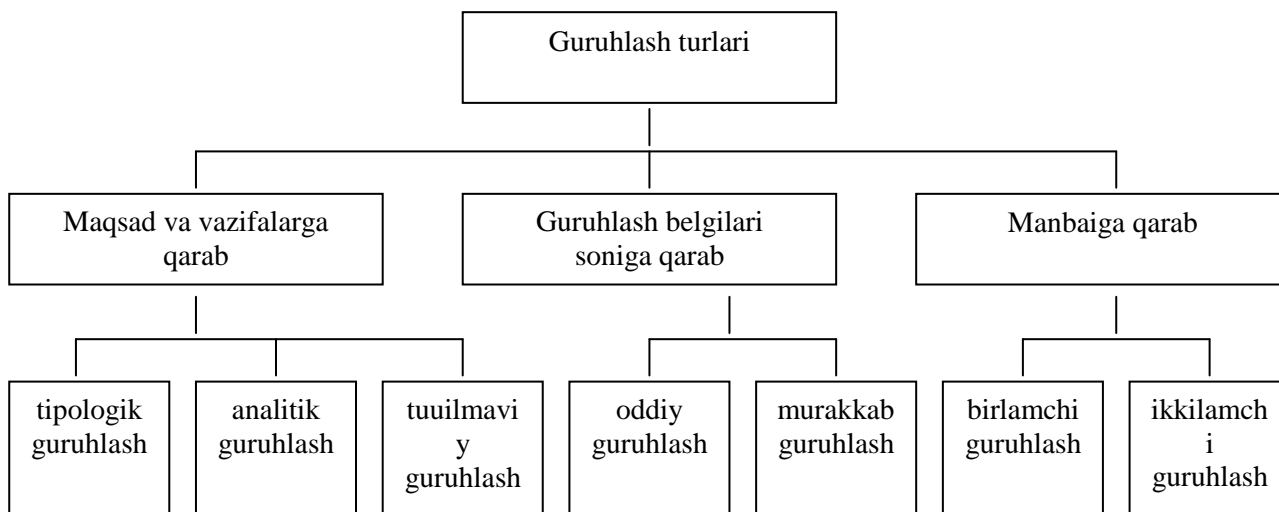 Guruhlash turlari
Maqsad va vazifalarga
qarab
Guruhlash belgilari
soniga qarab
Manbaiga qarab
tipologik
guruhlash
analitik
guruhlash
tuuilmavi
y
guruhlash
oddiy
guruhlash
murakkab
guruhlash
birlamchi
guruhlash
ikkilamch
i
guruhlash